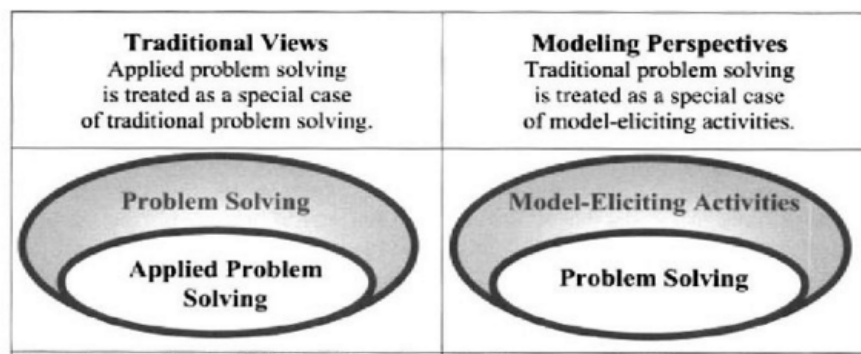 Traditional Views
Applied problem solving
is treated as a special case
of traditional problem solving.
Modeling Perspectives
Traditional problem solving
is treated as a special case
of model-eliciting activities.
Problem Solving
Applied Problem
Solving
Model-Eliciting Activities
Problem Solving